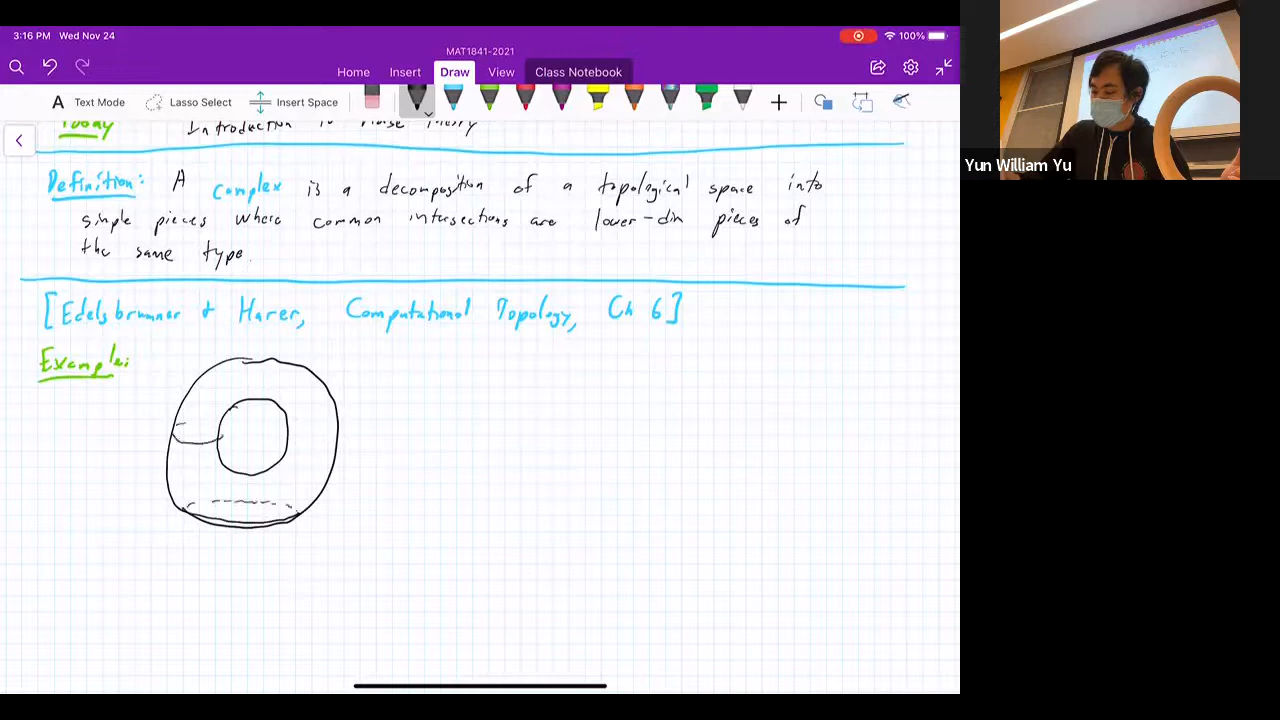 3:16 PM Wed Nov 24
100%
MAT1841-2021
Home Insert Draw View Class Notebook
A Text Mode Lasso Select Insert Space
Today Introduction to Morse Theory
Definition: A complex is a decomposition of a topological space into
simple pieces where common intersections are lower-dim pieces of
the same type.
[Edelsbrunner & Harer, Computational Topology, Ch 6]
Example:
Yun William Yu